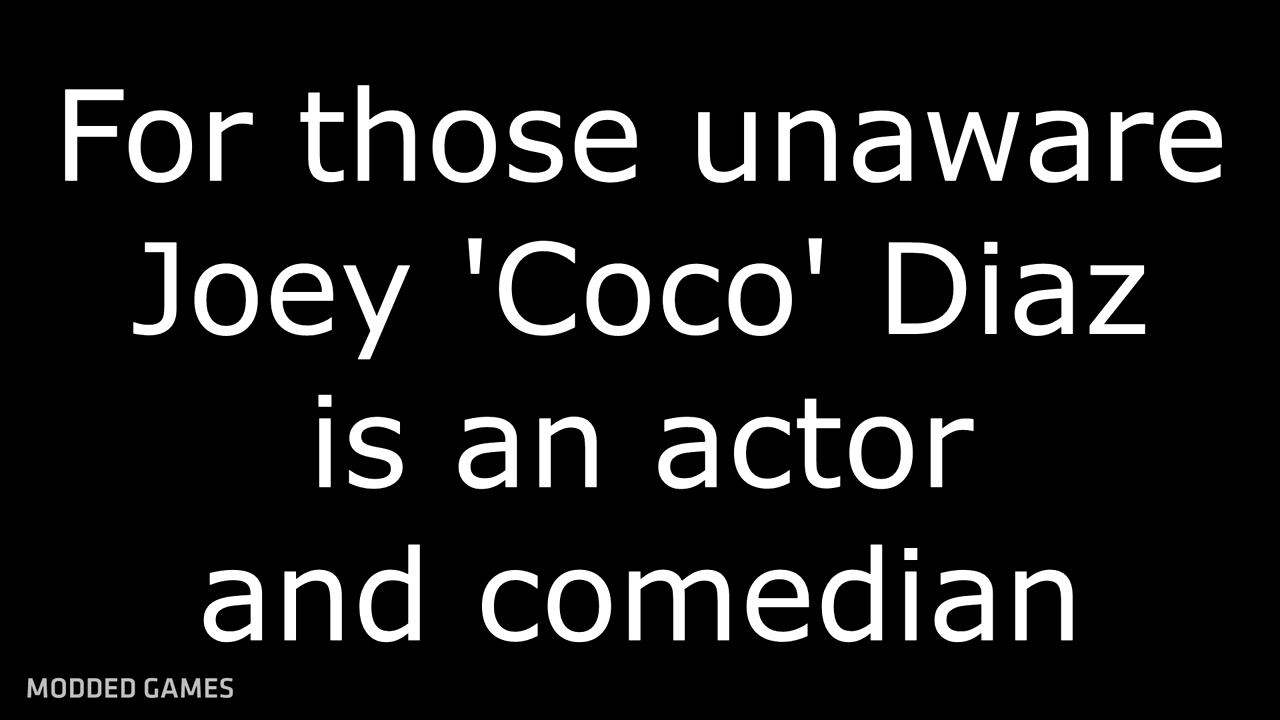 For those unaware
Joey 'Coco' Diaz
is an actor
and comedian
MODDED GAMES